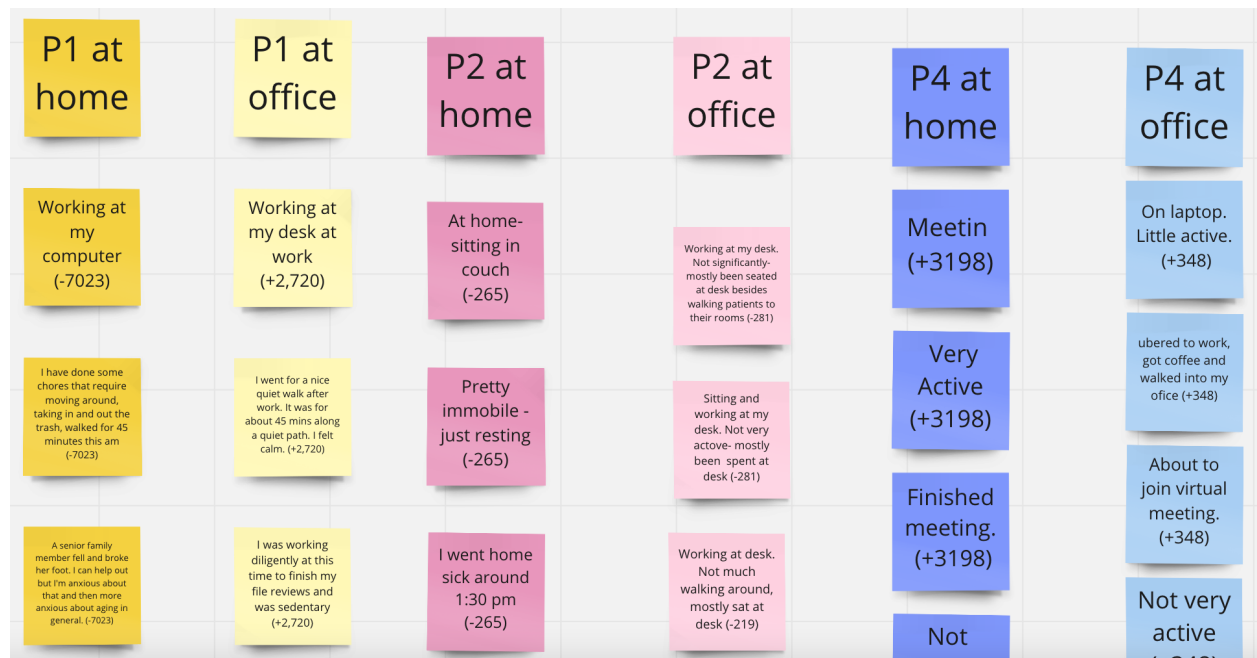 P1 at
home
P1 at
office
P2 at
home
P2 at
office
P4 at
home
P4 at
office
Working at
my
computer
(-7023)
I have done some
chores that require
moving around,
taking in and out the
trash, walked for 45
minutes this am
(-7023)
A senior family
member fell and broke
her foot. I can help out
but I'm anxious about
that and then more
anxious about aging in
general. (-7023)
Working at
my desk at
work
(+2,720)
I went for a nice
quiet walk after
work. It was for
about 45 mins along
a quiet path. I felt
calm. (+2,720)
I was working
diligently at this
time to finish my
file reviews and
was sedentary
(+2,720)
At home-
sitting in
couch
(-265)
Pretty
immobile -
just resting
(-265)
I went home
sick around
1:30 pm
(-265)
Working at my desk.
Not significantly-
mostly been seated
at desk besides
walking patients to
their rooms (-281)
Sitting and
working at my
desk. Not very
actove- mostly
been spent at
desk (-281)
Working at desk.
Not much
walking around,
mostly sat at
desk (-219)
Meetin
(+3198)
Very
Active
(+3198)
Finished
meeting.
(+3198)
Not
On laptop.
Little active.
(+348)
ubered to work,
got coffee and
walked into my
ofice (+348)
About to
join virtual
meeting.
(+348)
Not very
active